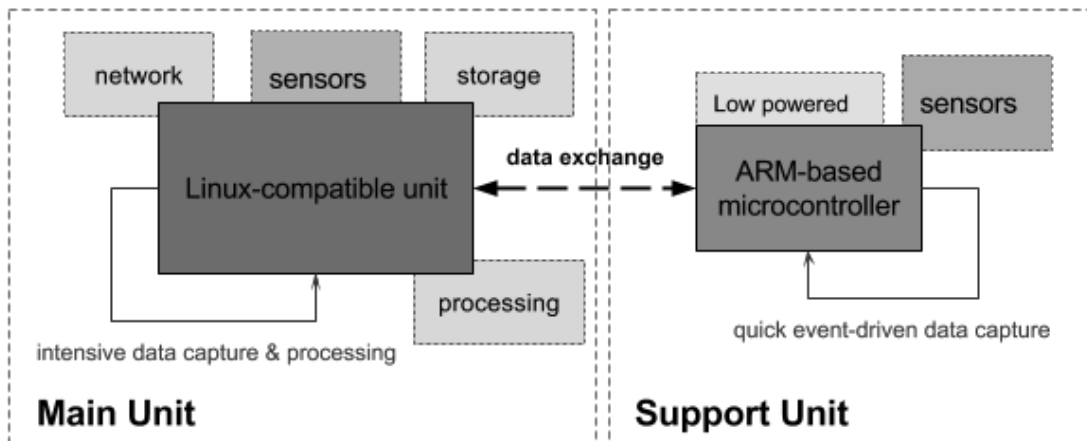 network
sensors
storage
Linux-compatible unit
processing
intensive data capture & processing
Main Unit
data exchange
Low powered
sensors
ARM-based
microcontroller
quick event-driven data capture
Support Unit